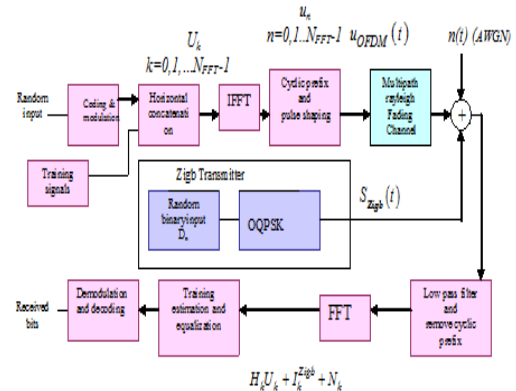 U_k
k=0,1,...N_FFT-1
u_n
n=0,1..N_FFT-1
u_OFDM(t)
n(t) (AWGN)
Random
input
Coding &
modulation
Horizontal
concatenati
on
IFFT
Cyclic prefix
and
pulse shaping
Multipath
rayleigh
Fading
Channel
+
Training
signals
Zigb Transmitter
Random
binary input
D_n
OQPSK
S_Zigb(t)
Received
bits
Demodulation
and decoding
Training
estimation and
equalization
FFT
Low pass filter
and
remove cyclic
prefix
H_k U_k + I_k^Zigb + N_k